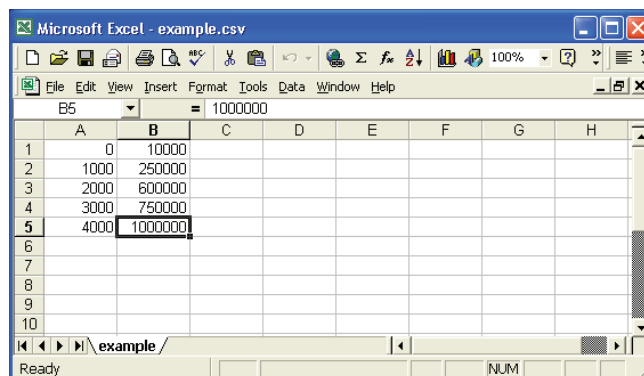 Microsoft Excel - example.csv
ABC Σ fx A Z 100% ? »
File Edit View Insert Format Tools Data Window Help
B5 = 1000000
A B C D E F G H
1 0 10000
2 1000 250000
3 2000 600000
4 3000 750000
5 4000 1000000
6
7
8
9
10
example
Ready NUM